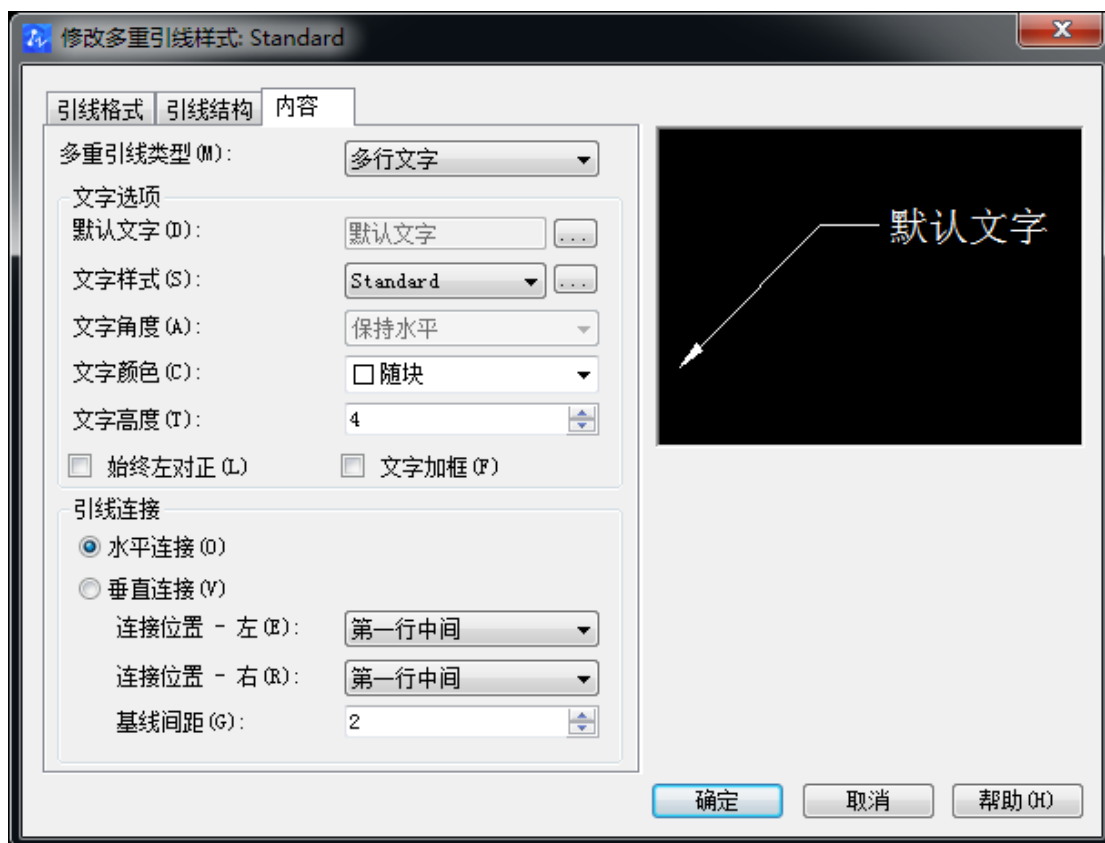 修改多重引线样式: Standard
引线格式 引线结构 内容
多重引线类型(M): 多行文字
文字选项
默认文字(D): 默认文字 ...
文字样式(S): Standard ...
文字角度(A): 保持水平
文字颜色(C): 随块
文字高度(T): 4
始终左对正(L) 文字加框(F)
引线连接
水平连接(O)
垂直连接(V)
连接位置 - 左(E): 第一行中间
连接位置 - 右(R): 第一行中间
基线间距(G): 2
默认文字
确定 取消 帮助(H)